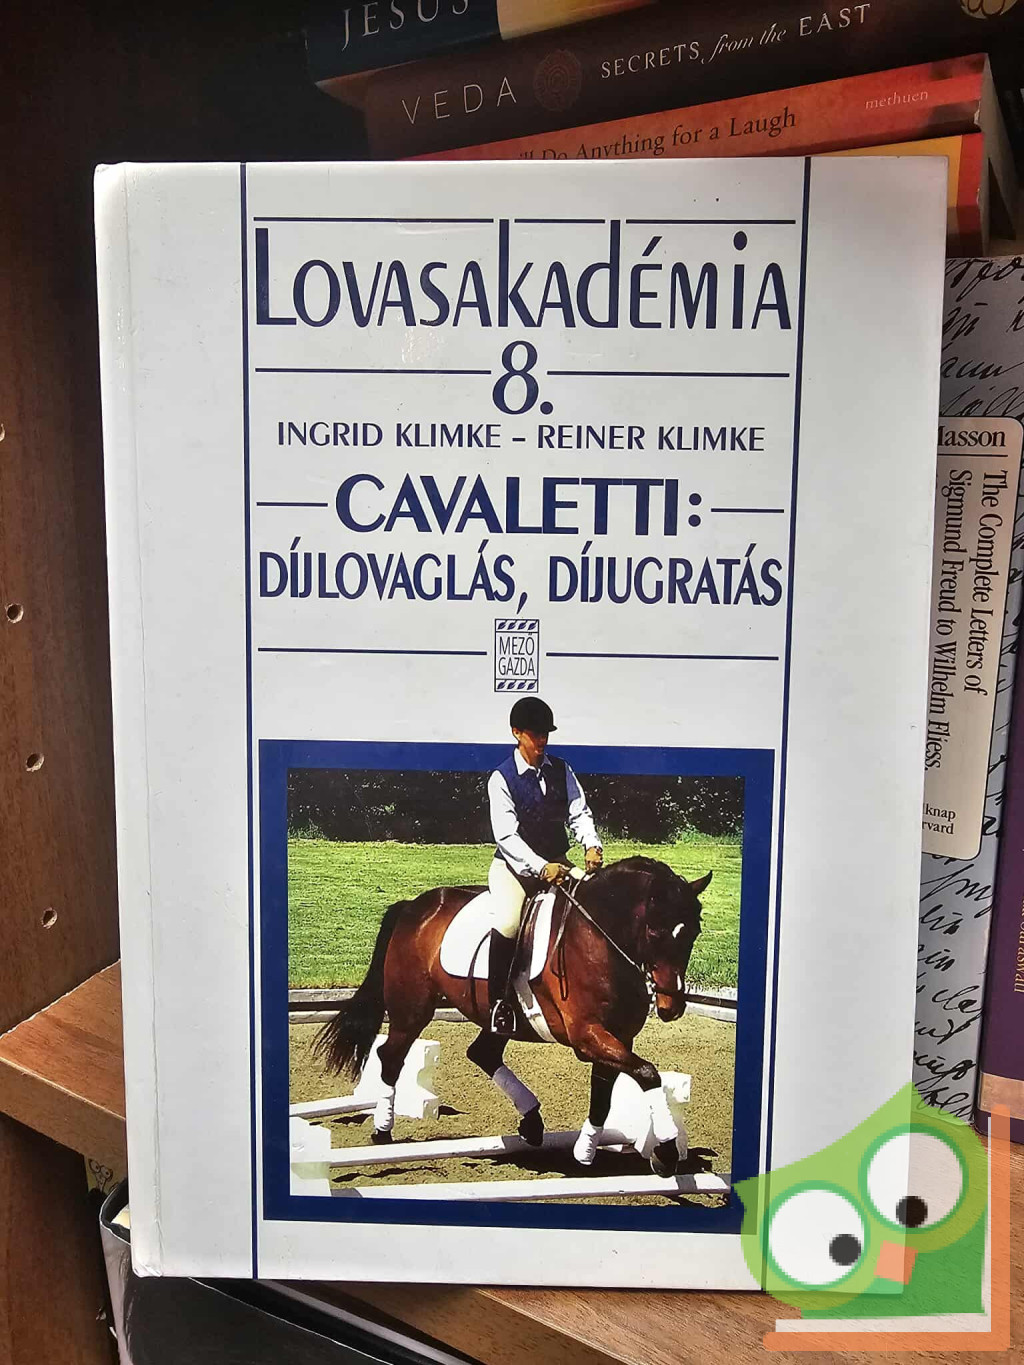 JESUS
VEDA SECRETS from the EAST
methuen
Do Anything for a Laugh
LOVASAKADÉMIA
8.
INGRID KLIMKE – REINER KLIMKE
CAVALETTI:
DÍJLOVAGLÁS, DÍJUGRATÁS
MEZŐ
GAZDA
Masson
The Complete Letters of
Sigmund Freud to Wilhelm Fliess.